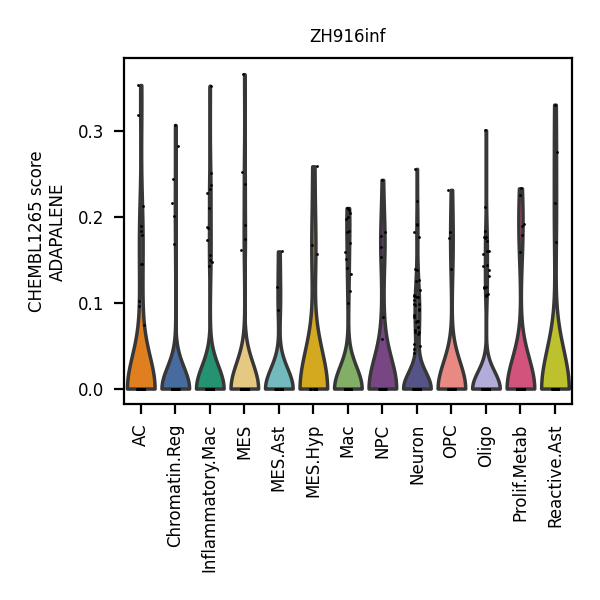 ZH916inf
CHEMBL1265 score
ADAPALENE
0.3
0.2
0.1
0.0
AC
Chromatin.Reg
Inflammatory.Mac
MES
MES.Ast
MES.Hyp
Mac
NPC
Neuron
OPC
Oligo
Prolif.Metab
Reactive.Ast